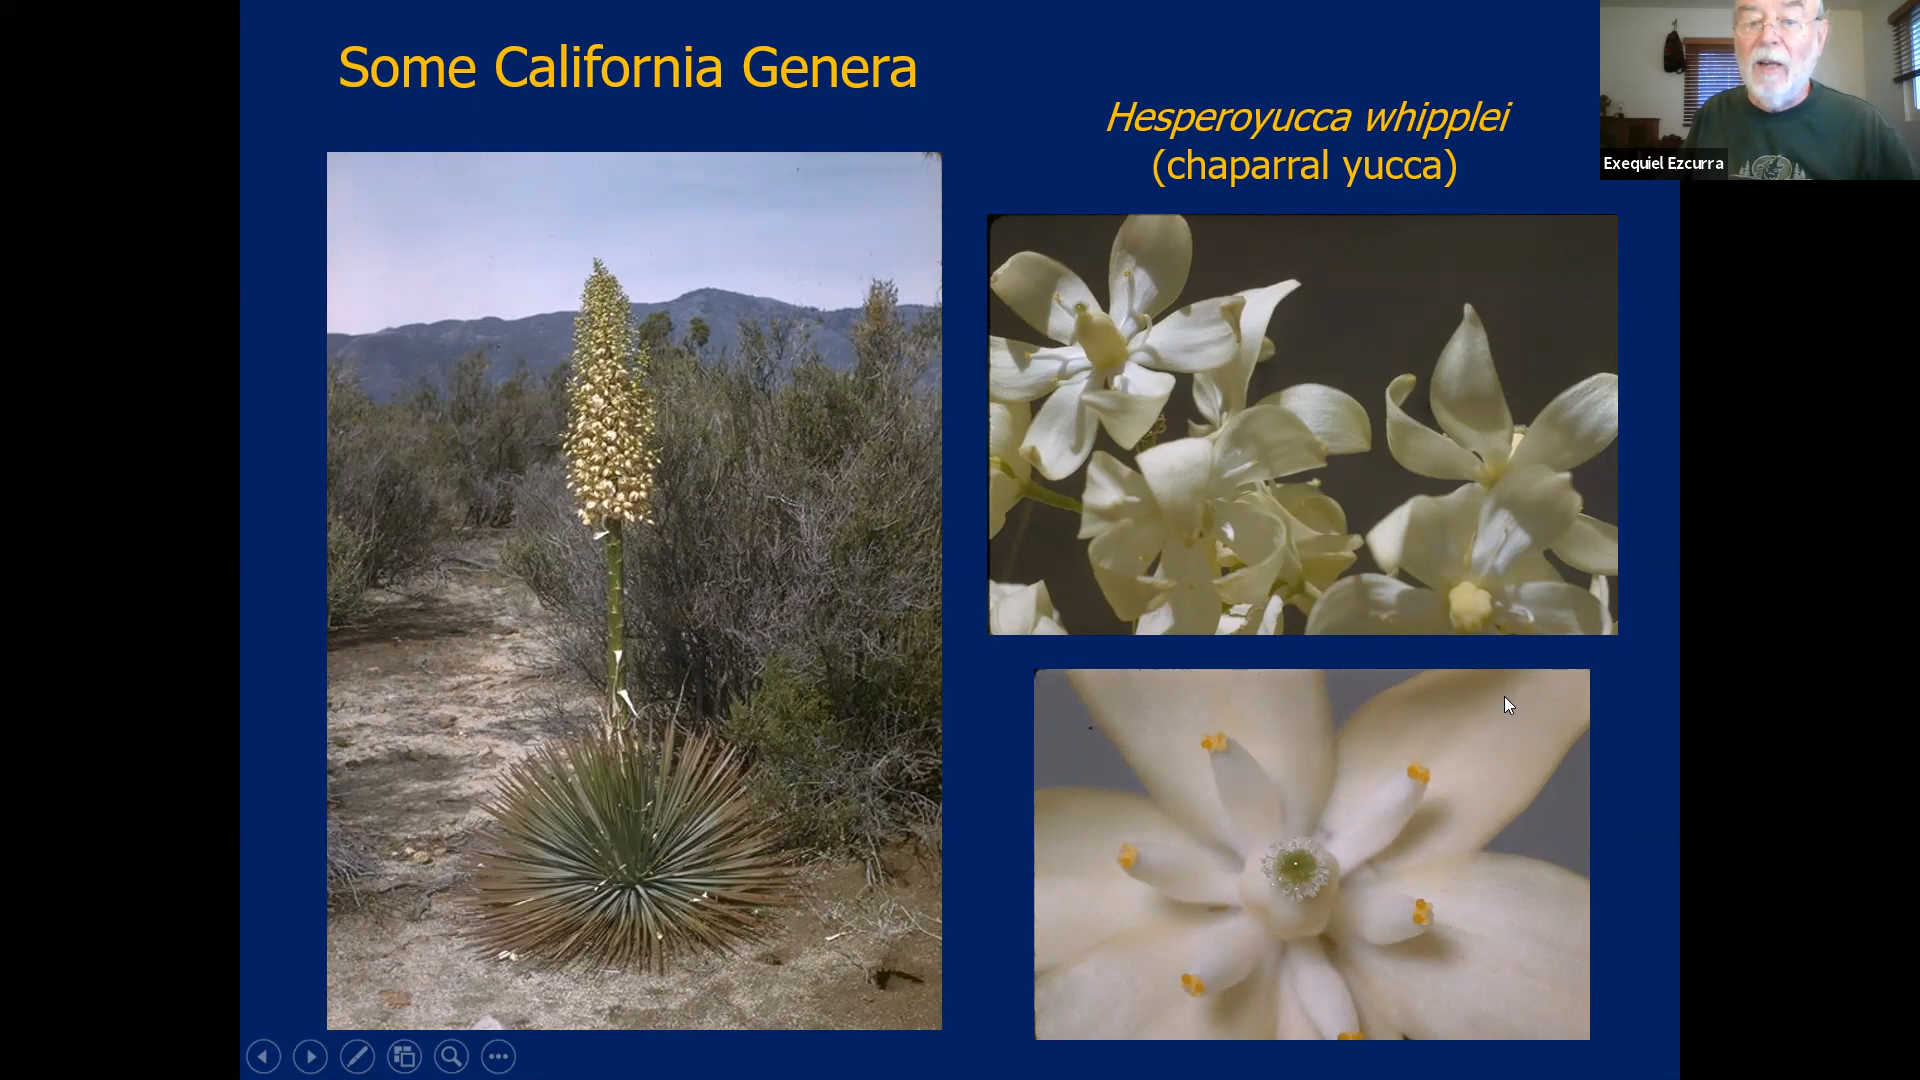 Some California Genera
Hesperoyucca whipplei
(chaparral yucca)
Exequiel Ezcurra